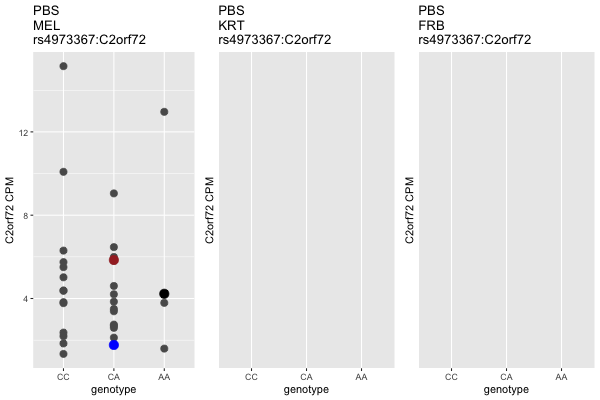 PBS
MEL
rs4973367:C2orf72
C2orf72 CPM
12
8
4
CC CA AA
genotype
PBS
KRT
rs4973367:C2orf72
C2orf72 CPM
CC CA AA
genotype
PBS
FRB
rs4973367:C2orf72
C2orf72 CPM
CC CA AA
genotype